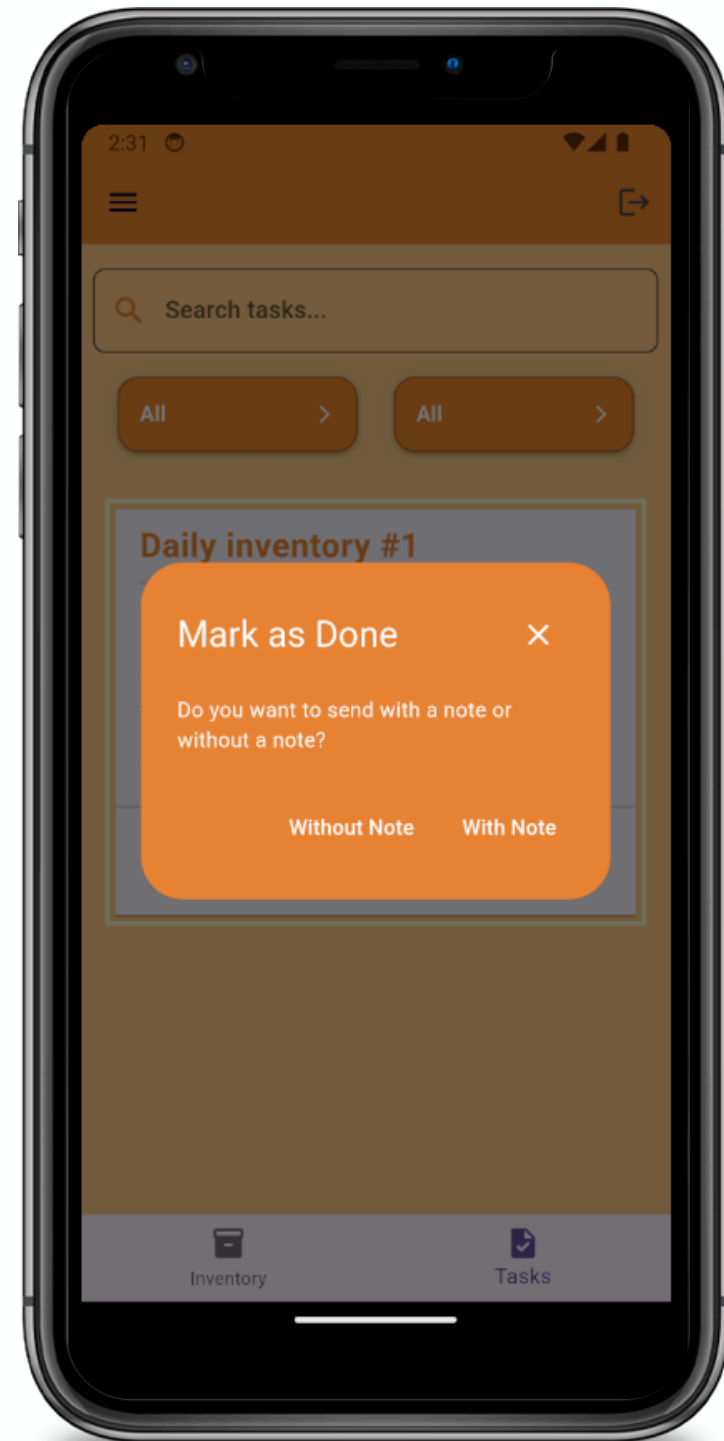 2:31
Search tasks...
All
All
Daily inventory #1
Mark as Done
Do you want to send with a note or
without a note?
Without Note With Note
Inventory
Tasks